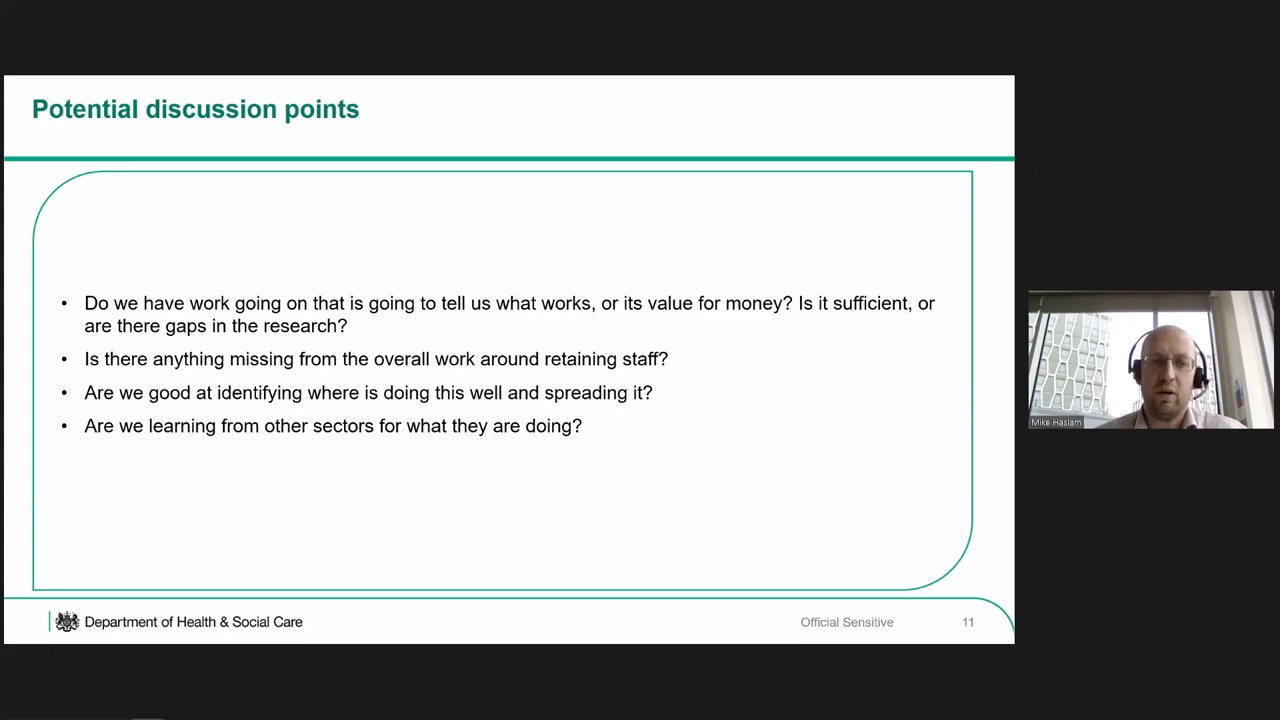 Potential discussion points
• Do we have work going on that is going to tell us what works, or its value for money? Is it sufficient, or
are there gaps in the research?
• Is there anything missing from the overall work around retaining staff?
• Are we good at identifying where is doing this well and spreading it?
• Are we learning from other sectors for what they are doing?
Department of Health & Social Care
Official Sensitive
11
Mike Haslam